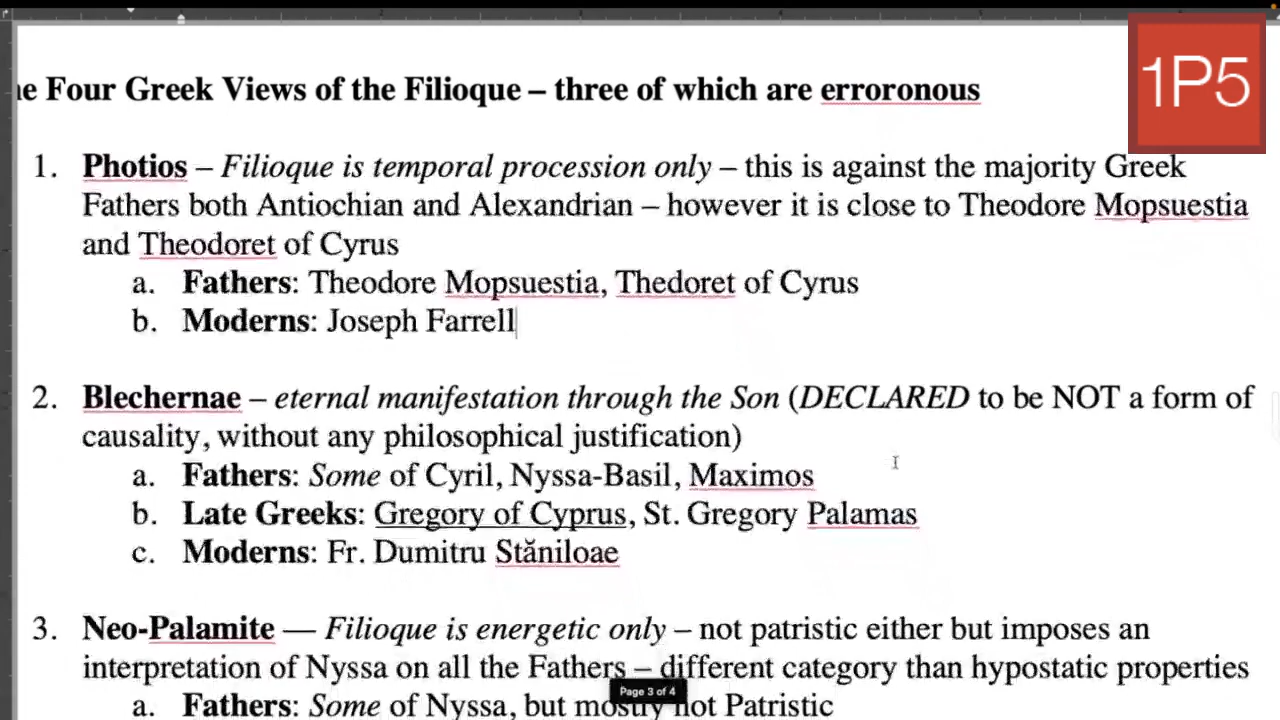 1P5
e Four Greek Views of the Filioque – three of which are erroronous
1. Photios – Filioque is temporal procession only – this is against the majority Greek
Fathers both Antiochian and Alexandrian – however it is close to Theodore Mopsuestia
and Theodoret of Cyrus
a. Fathers: Theodore Mopsuestia, Thedoret of Cyrus
b. Moderns: Joseph Farrell
2. Blechernae – eternal manifestation through the Son (DECLARED to be NOT a form of
causality, without any philosophical justification)
a. Fathers: Some of Cyril, Nyssa-Basil, Maximos
b. Late Greeks: Gregory of Cyprus, St. Gregory Palamas
c. Moderns: Fr. Dumitru Stăniloae
3. Neo-Palamite — Filioque is energetic only – not patristic either but imposes an
interpretation of Nyssa on all the Fathers – different category than hypostatic properties
Page 3 of 4
a. Fathers: Some of Nyssa, but mostly not Patristic